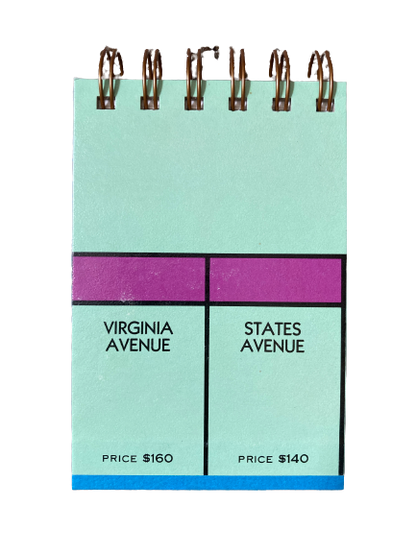 VIRGINIA
AVENUE
PRICE $160
STATES
AVENUE
PRICE $140